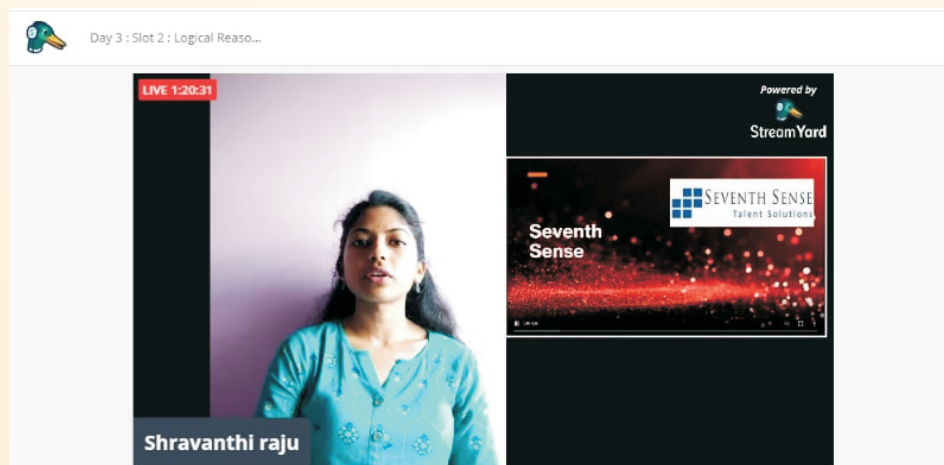 Day 3 : Slot 2 : Logical Reaso...
LIVE 1:20:31
Powered by
StreamYard
SEVENTH SENSE
Talent Solutions
Seventh
Sense
Shravanthi raju